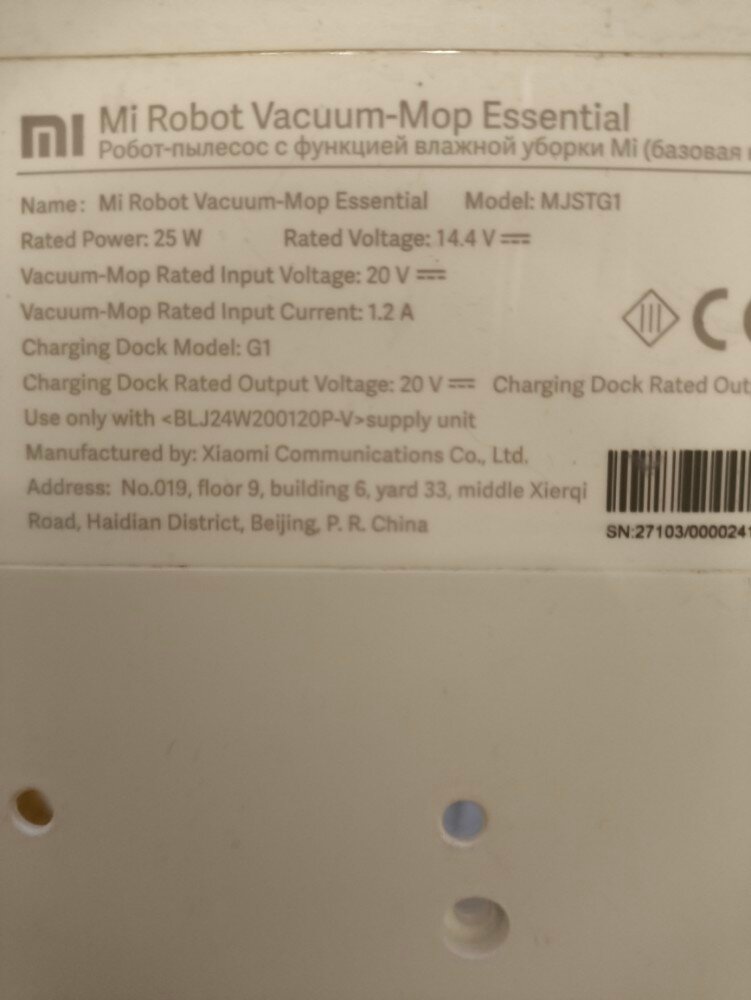 mi Mi Robot Vacuum-Mop Essential
Робот-пылесос с функцией влажной уборки Mi (базовая
Name: Mi Robot Vacuum-Mop Essential Model: MJSTG1
Rated Power: 25 W Rated Voltage: 14.4 V⎓
Vacuum-Mop Rated Input Voltage: 20 V⎓
Vacuum-Mop Rated Input Current: 1.2 A
Charging Dock Model: G1
Charging Dock Rated Output Voltage: 20 V⎓ Charging Dock Rated Out
Use only with <BLJ24W200120P-V>supply unit
Manufactured by: Xiaomi Communications Co., Ltd.
Address: No.019, floor 9, building 6, yard 33, middle Xierqi
Road, Haidian District, Beijing, P. R. China
CE
SN:27103/0000241